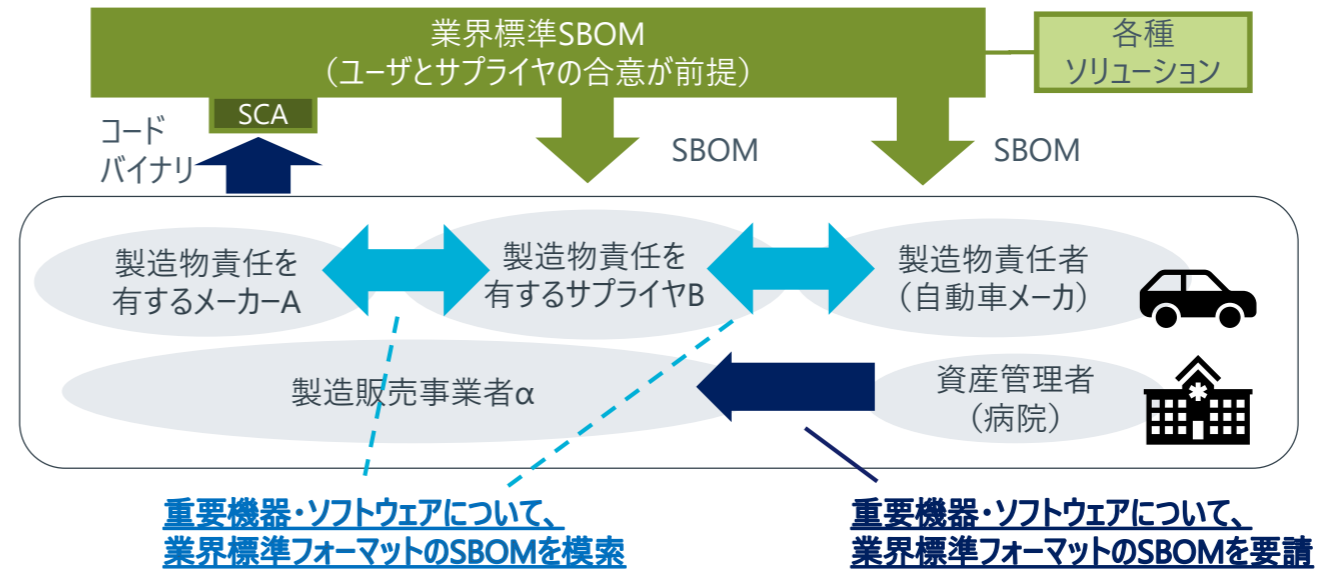 業界標準SBOM
（ユーザとサプライヤの合意が前提）
各種
ソリューション
SCA
コード
バイナリ
SBOM
SBOM
製造物責任を
有するメーカーA
製造物責任を
有するサプライヤB
製造物責任者
（自動車メーカ）
製造販売事業者α
資産管理者
（病院）
重要機器・ソフトウェアについて、
業界標準フォーマットのSBOMを模索
重要機器・ソフトウェアについて、
業界標準フォーマットのSBOMを要請